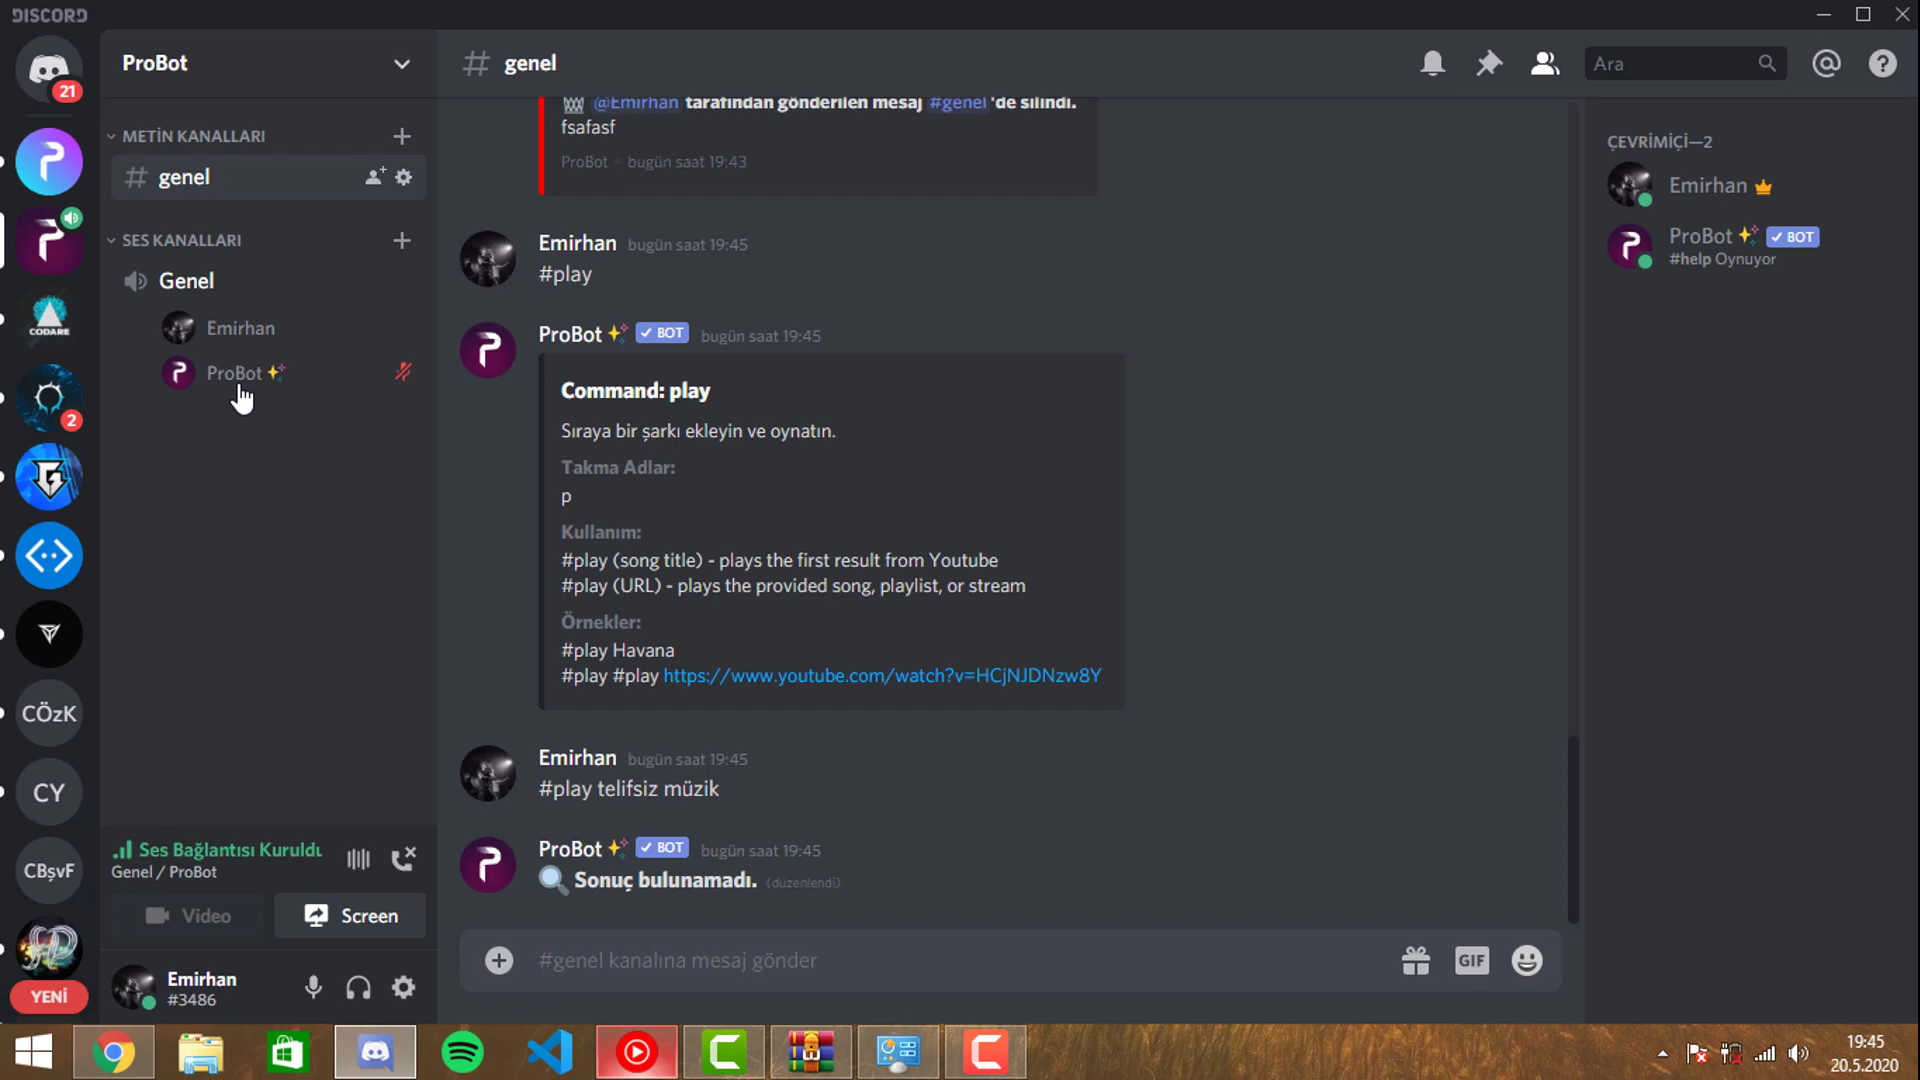 DISCORD
21
2
CODARE
CÖzK
CY
CBşvF
YENİ
ProBot
METİN KANALLARI
# genel
SES KANALLARI
Genel
Emirhan
ProBot
Ses Bağlantısı Kuruldu
Genel / ProBot
Video
Screen
Emirhan
#3486
# genel
Ara
@Emirhan tarafından gönderilen mesaj #genel 'de silindi.
fsafasf
ProBot • bugün saat 19:43
Emirhan bugün saat 19:45
#play
ProBot ✓ BOT bugün saat 19:45
Command: play
Sıraya bir şarkı ekleyin ve oynatın.
Takma Adlar:
p
Kullanım:
#play (song title) - plays the first result from Youtube
#play (URL) - plays the provided song, playlist, or stream
Örnekler:
#play Havana
#play #play https://www.youtube.com/watch?v=HCjNJDNzw8Y
Emirhan bugün saat 19:45
#play telifsiz müzik
ProBot ✓ BOT bugün saat 19:45
Sonuç bulunamadı. (düzenlendi)
#genel kanalına mesaj gönder
GIF
ÇEVRİMİÇİ—2
Emirhan
ProBot ✓ BOT
#help Oynuyor
19:45
20.5.2020